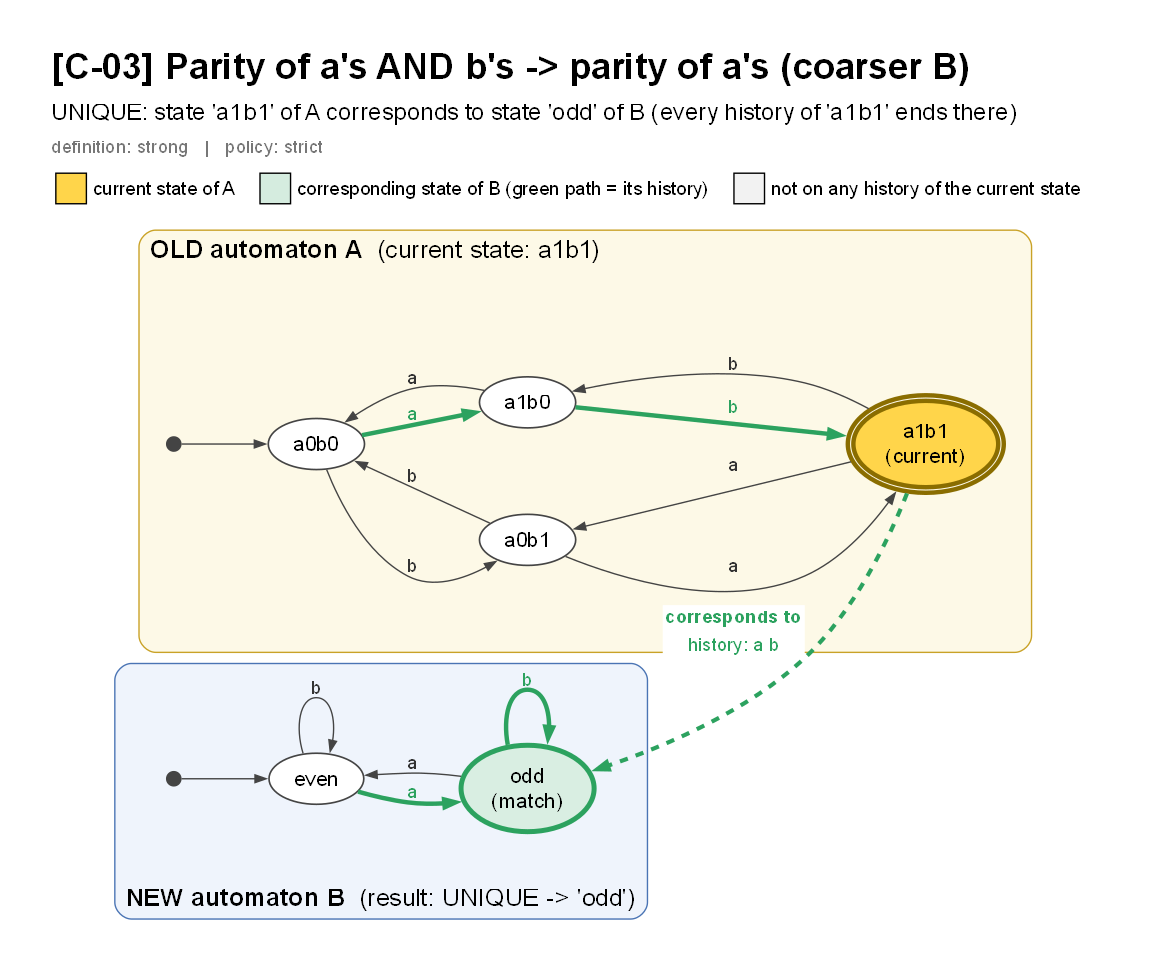 [C-03] Parity of a's AND b's -> parity of a's (coarser B)
UNIQUE: state 'a1b1' of A corresponds to state 'odd' of B (every history of 'a1b1' ends there)
definition: strong | policy: strict
current state of A
corresponding state of B (green path = its history)
not on any history of the current state
OLD automaton A (current state: a1b1)
a
a
b
b
a0b0
a1b0
a1b1
(current)
b
b
a
a
a0b1
corresponds to
history: a b
b
b
even
a
a
odd
(match)
NEW automaton B (result: UNIQUE -> 'odd')